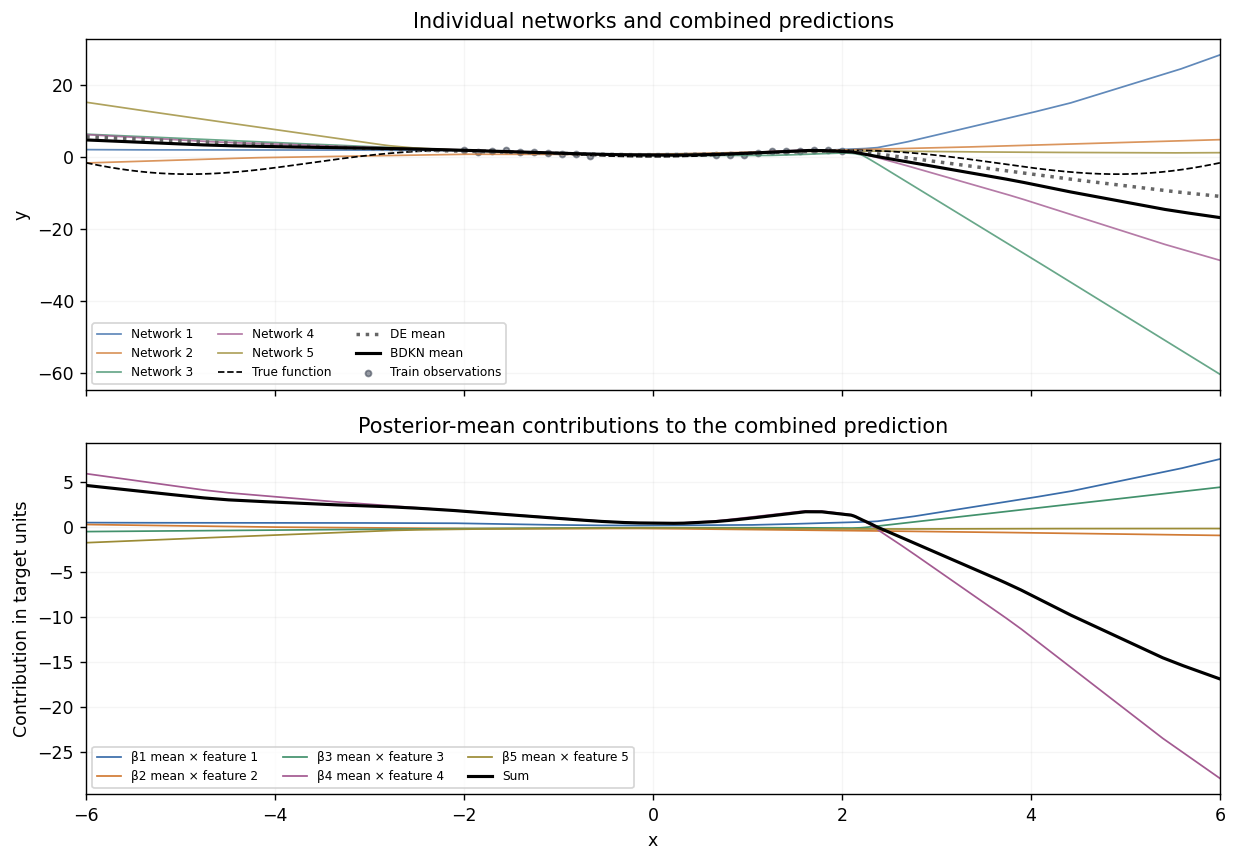 Individual networks and combined predictions
20
0
−20
−40
−60
y
Network 1
Network 2
Network 3
Network 4
Network 5
True function
DE mean
BDKN mean
Train observations
Posterior-mean contributions to the combined prediction
5
0
−5
−10
−15
−20
−25
Contribution in target units
β1 mean × feature 1
β2 mean × feature 2
β3 mean × feature 3
β4 mean × feature 4
β5 mean × feature 5
Sum
−6
−4
−2
0
2
4
6
x